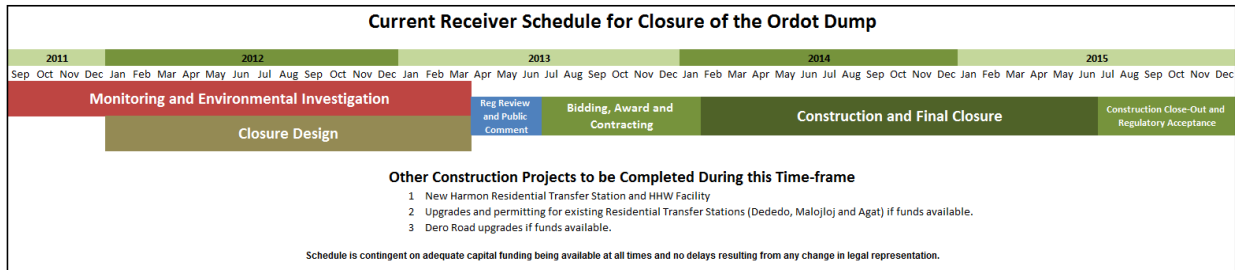 Current Receiver Schedule for Closure of the Ordot Dump
2011 2012 2013 2014 2015
Sep Oct Nov Dec Jan Feb Mar Apr May Jun Jul Aug Sep Oct Nov Dec Jan Feb Mar Apr May Jun Jul Aug Sep Oct Nov Dec Jan Feb Mar Apr May Jun Jul Aug Sep Oct Nov Dec Jan Feb Mar Apr May Jun Jul Aug Sep Oct Nov Dec
Monitoring and Environmental Investigation
Closure Design
Reg Review
and Public
Comment
Bidding, Award and
Contracting
Construction and Final Closure
Construction Close-Out and
Regulatory Acceptance
Other Construction Projects to be Completed During this Time-frame
1 New Harmon Residential Transfer Station and HHW Facility
2 Upgrades and permitting for existing Residential Transfer Stations (Dededo, Malojloj and Agat) if funds available.
3 Dero Road upgrades if funds available.
Schedule is contingent on adequate capital funding being available at all times and no delays resulting from any change in legal representation.